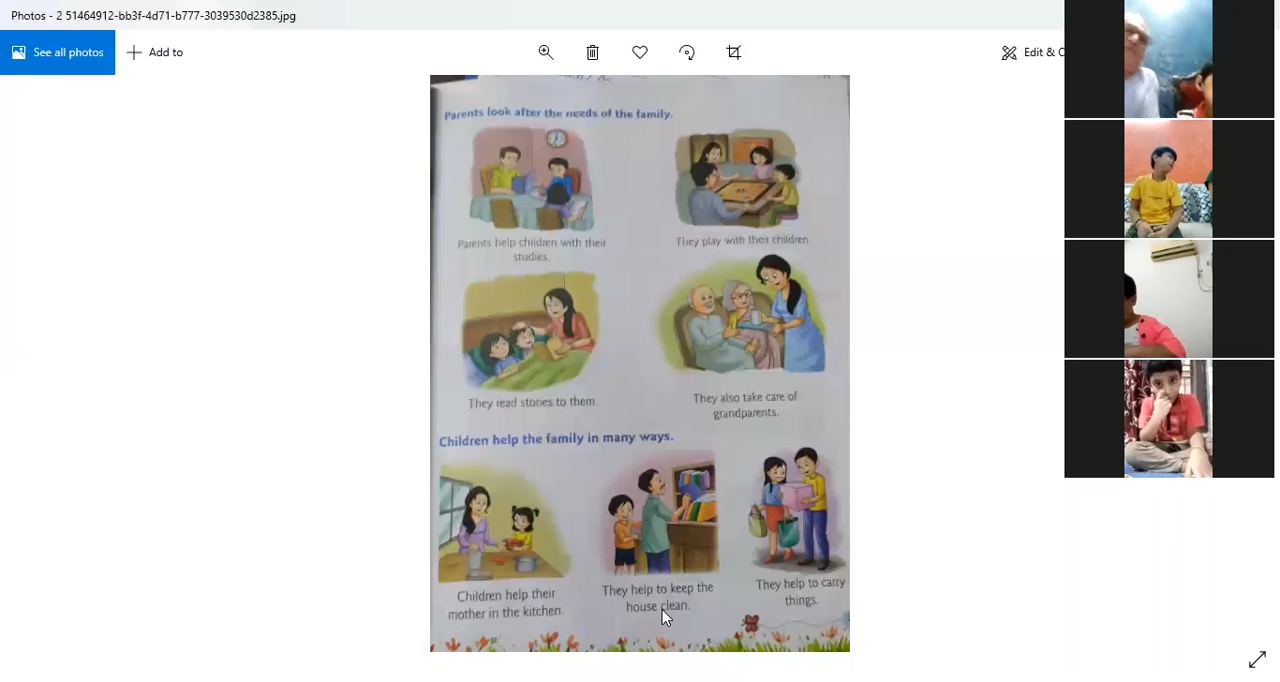 Photos - 2 51464912-bb3f-4d71-b777-3039530d2385.jpg
See all photos
Add to
Edit & C
Parents look after the needs of the family.
Parents help children with their
studies.
They play with their children.
They read stories to them.
They also take care of
grandparents.
Children help the family in many ways.
Children help their
mother in the kitchen.
They help to keep the
house clean.
They help to carry
things.